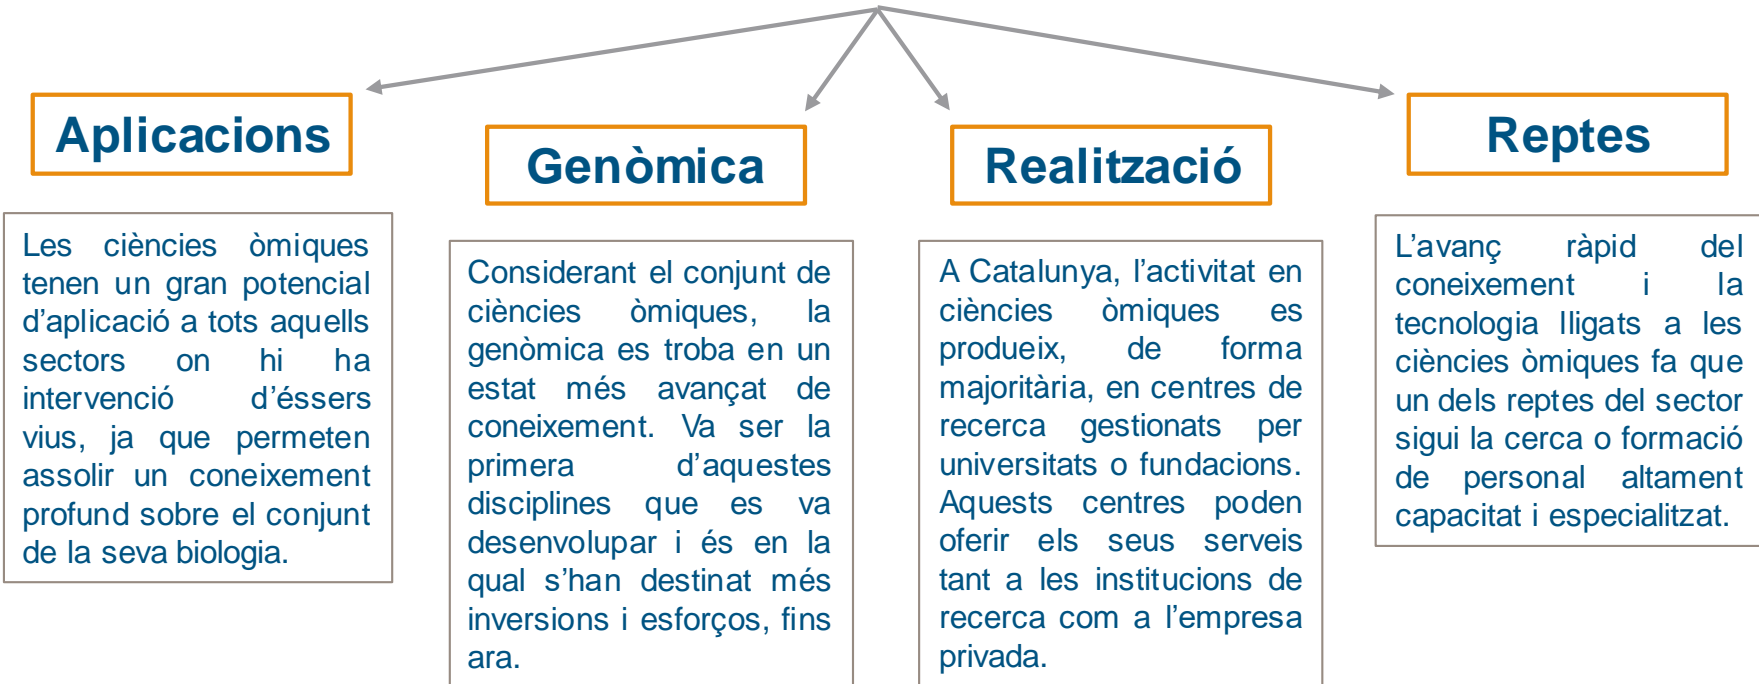 Aplicacions
Les ciències òmiques
tenen un gran potencial
d’aplicació a tots aquells
sectors on hi ha
intervenció d’éssers
vius, ja que permeten
assolir un coneixement
profund sobre el conjunt
de la seva biologia.
Genòmica
Considerant el conjunt de
ciències òmiques, la
genòmica es troba en un
estat més avançat de
coneixement. Va ser la
primera d’aquestes
disciplines que es va
desenvolupar i és en la
qual s’han destinat més
inversions i esforços, fins
ara.
Realització
A Catalunya, l’activitat en
ciències òmiques es
produeix, de forma
majoritària, en centres de
recerca gestionats per
universitats o fundacions.
Aquests centres poden
oferir els seus serveis
tant a les institucions de
recerca com a l’empresa
privada.
Reptes
L’avanç ràpid del
coneixement i la
tecnologia lligats a les
ciències òmiques fa que
un dels reptes del sector
sigui la cerca o formació
de personal altament
capacitat i especialitzat.